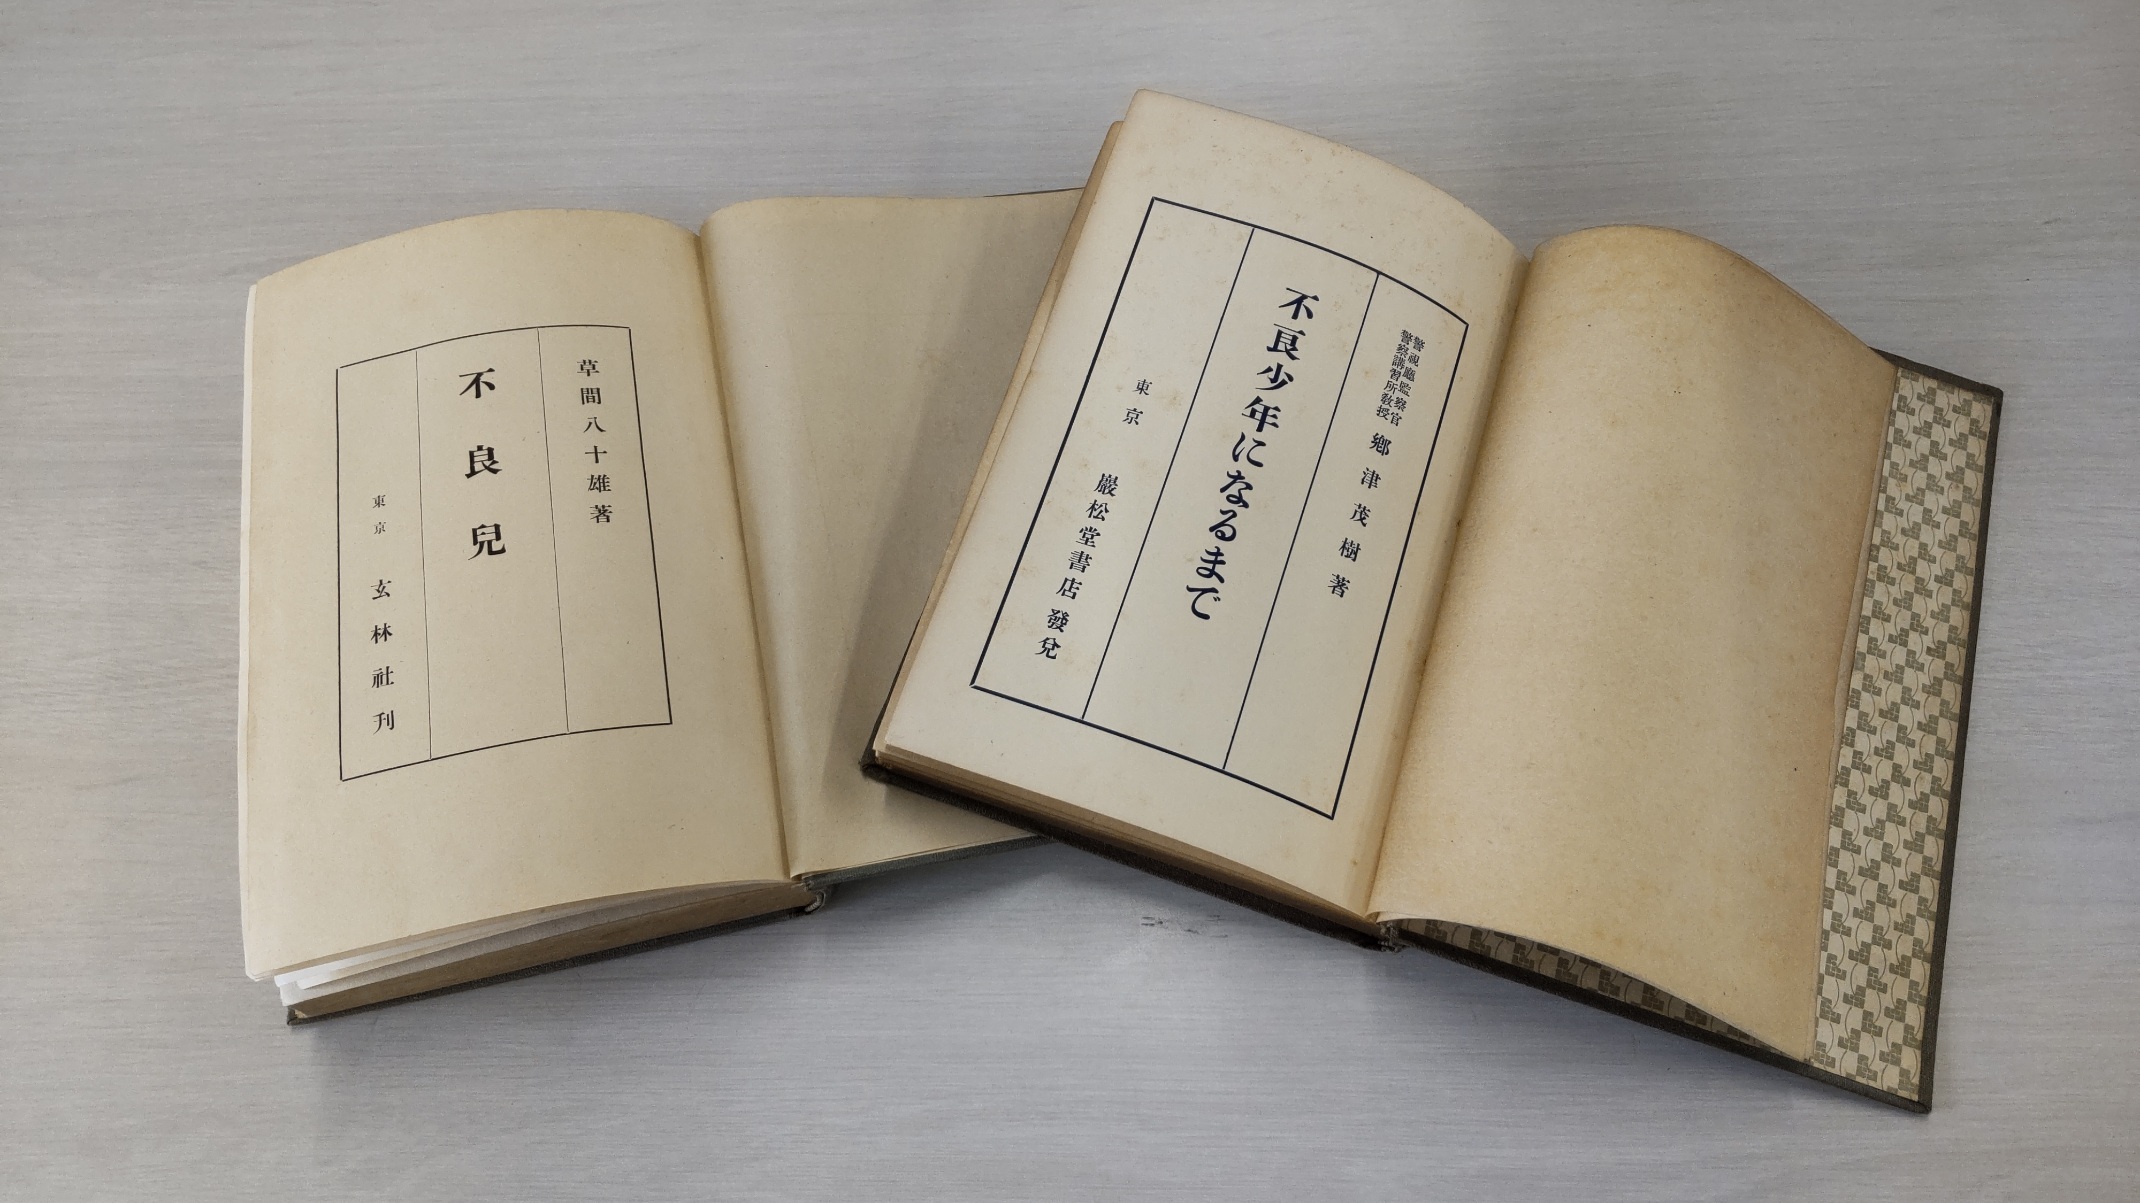 草間八十雄著
不良兒
東京 玄林社刊
警視廳監察官
警察講習所教授
鄕津茂樹著
不良少年になるまで
東京 巖松堂書店發兌